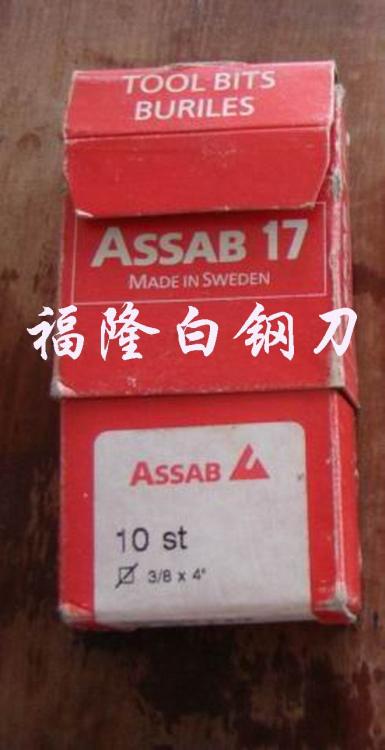 TOOL BITS
BURILES
ASSAB 17
MADE IN SWEDEN
福隆白钢刀
ASSAB
10 st
3/8 x 4"